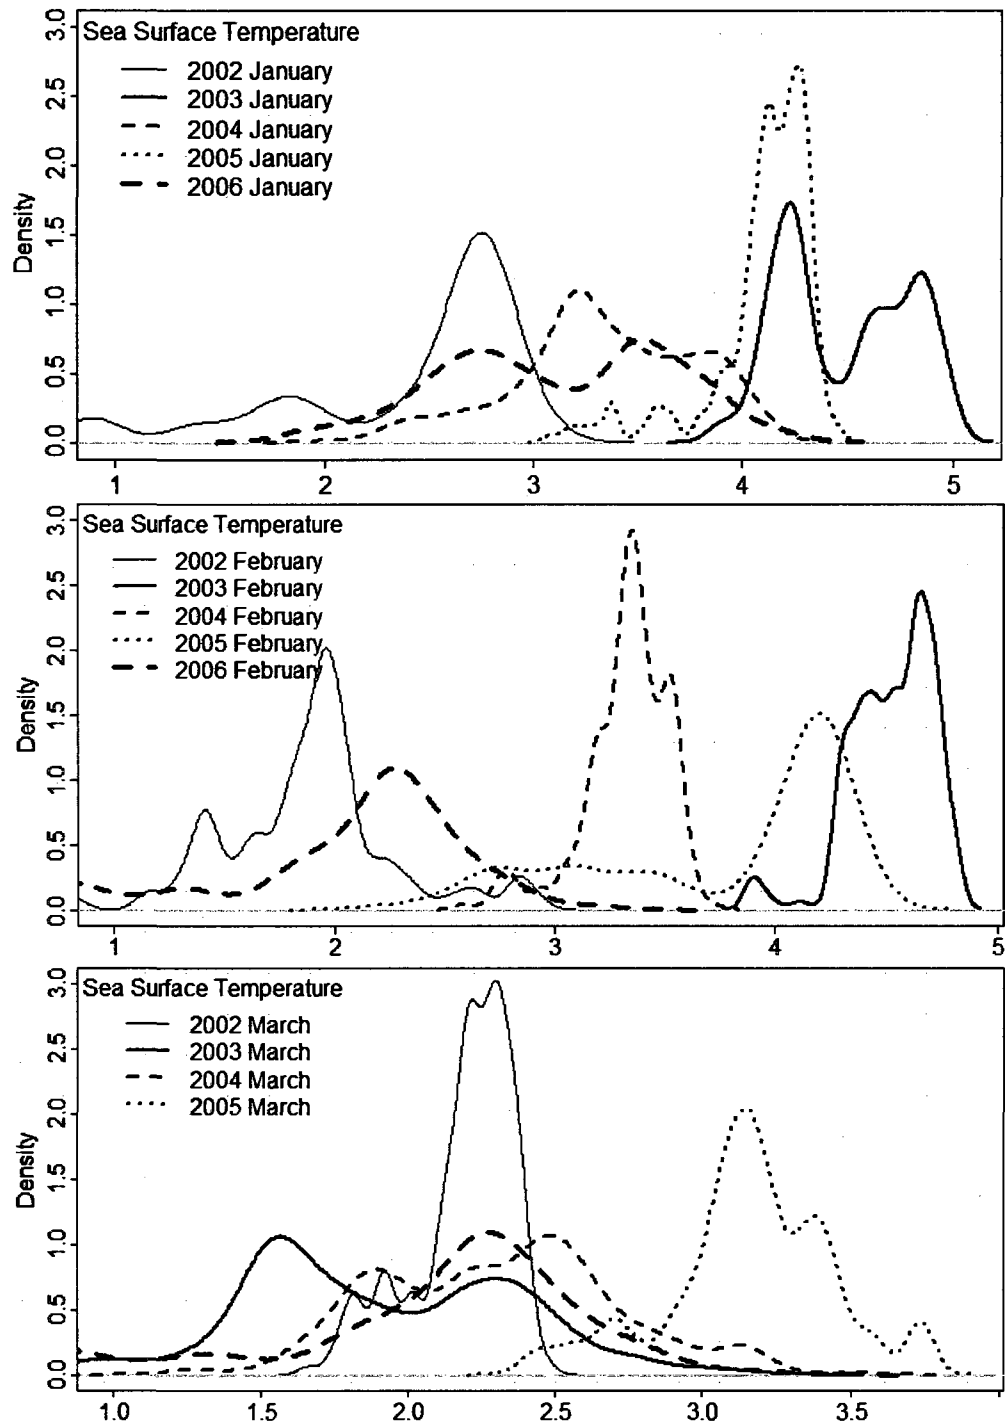 Sea Surface Temperature
2002 January
2003 January
2004 January
2005 January
2006 January
Density
0.0 0.5 1.0 1.5 2.0 2.5 3.0
1 2 3 4 5
Sea Surface Temperature
2002 February
2003 February
2004 February
2005 February
2006 February
Density
0.0 0.5 1.0 1.5 2.0 2.5 3.0
1 2 3 4 5
Sea Surface Temperature
2002 March
2003 March
2004 March
2005 March
Density
0.0 0.5 1.0 1.5 2.0 2.5 3.0
1.0 1.5 2.0 2.5 3.0 3.5